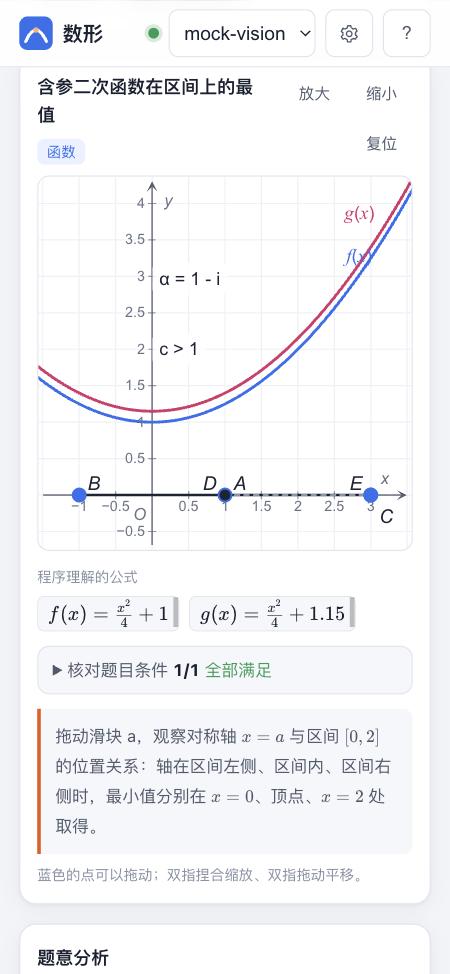 数形
mock-vision
?
含参二次函数在区间上的最
值
放大
缩小
复位
函数
4
y
g(x)
3.5
f(x)
3
α = 1 - i
2.5
2
c > 1
1.5
1
0.5
B
D
A
E
x
−1
−0.5
O
0.5
1
1.5
2
2.5
3
C
−0.5
程序理解的公式
f(x) = x²/4 + 1
g(x) = x²/4 + 1.15
▶ 核对题目条件 1/1 全部满足
拖动滑块 a，观察对称轴 x = a 与区间 [0, 2]
的位置关系：轴在区间左侧、区间内、区间右
侧时，最小值分别在 x = 0、顶点、x = 2 处
取得。
蓝色的点可以拖动；双指捏合缩放、双指拖动平移。
题意分析